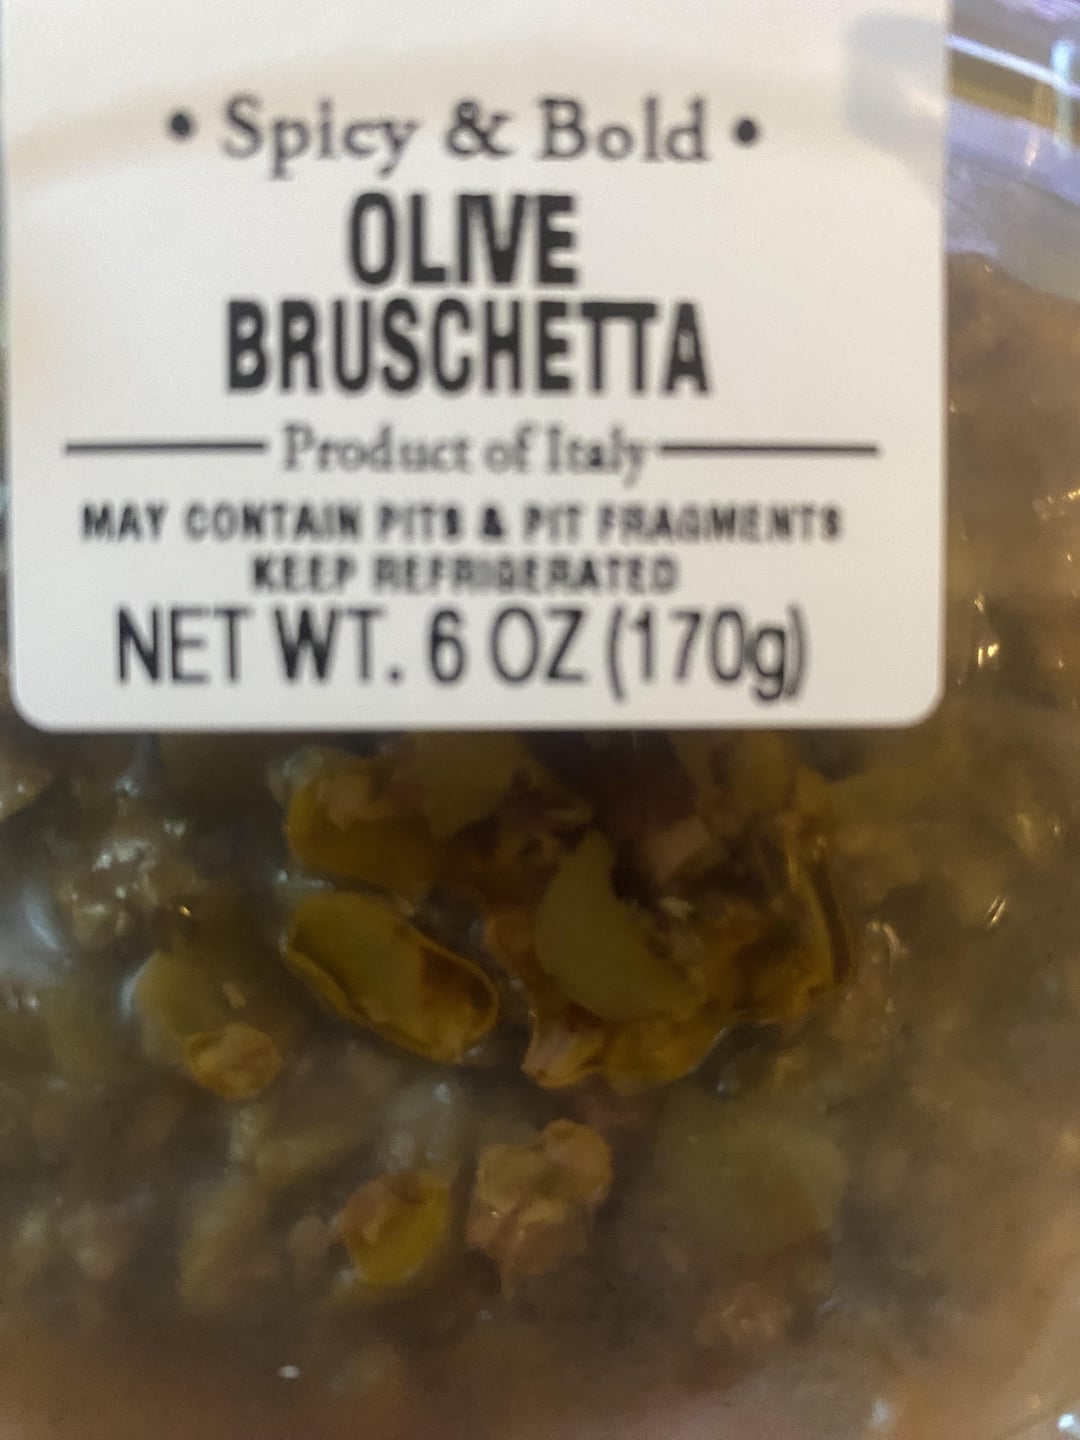 • Spicy & Bold •
OLIVE
BRUSCHETTA
Product of Italy
MAY CONTAIN PITS & PIT FRAGMENTS
KEEP REFRIGERATED
NET WT. 6 OZ (170g)